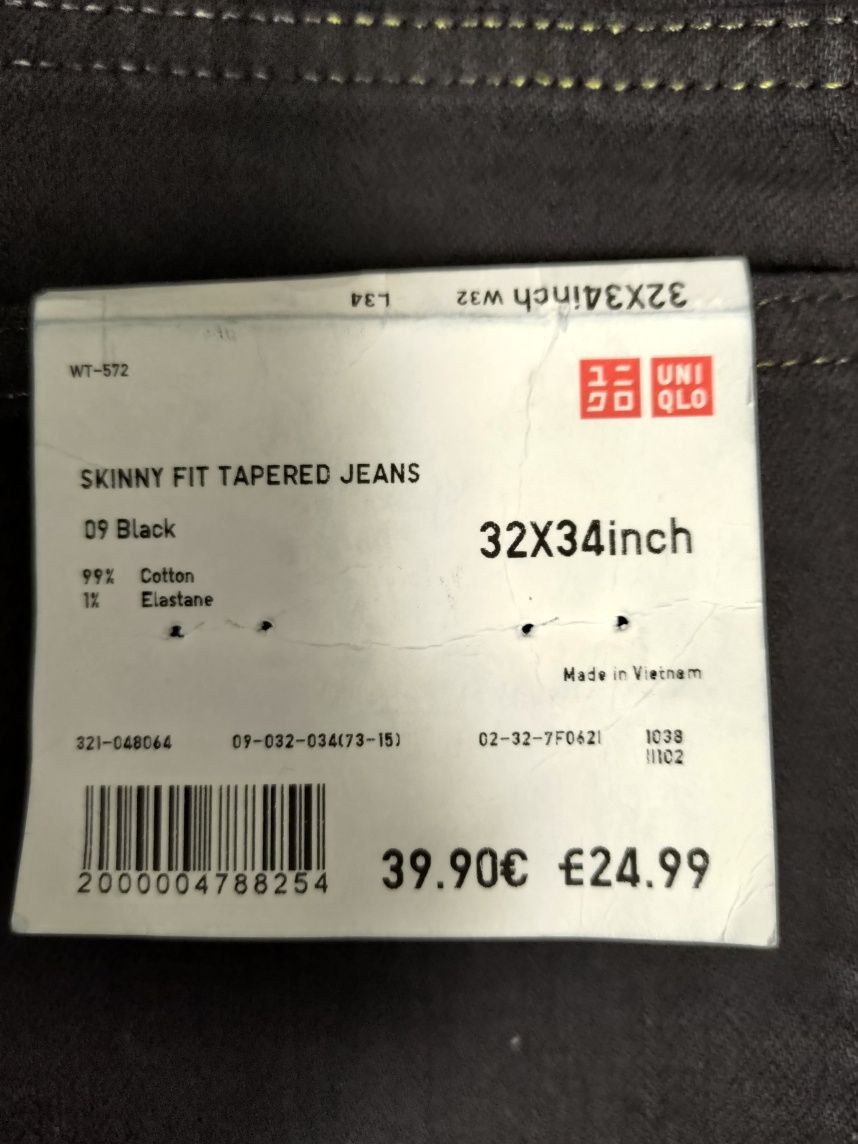 32X34inch W32 L34
WT-572
ユニ UNI
クロ QLO
SKINNY FIT TAPERED JEANS
09 Black
32X34inch
99% Cotton
1% Elastane
Made in Vietnam
321-048064 09-032-034(73-15) 02-32-7F0621 1038
11102
2000004788254
39.90€ £24.99